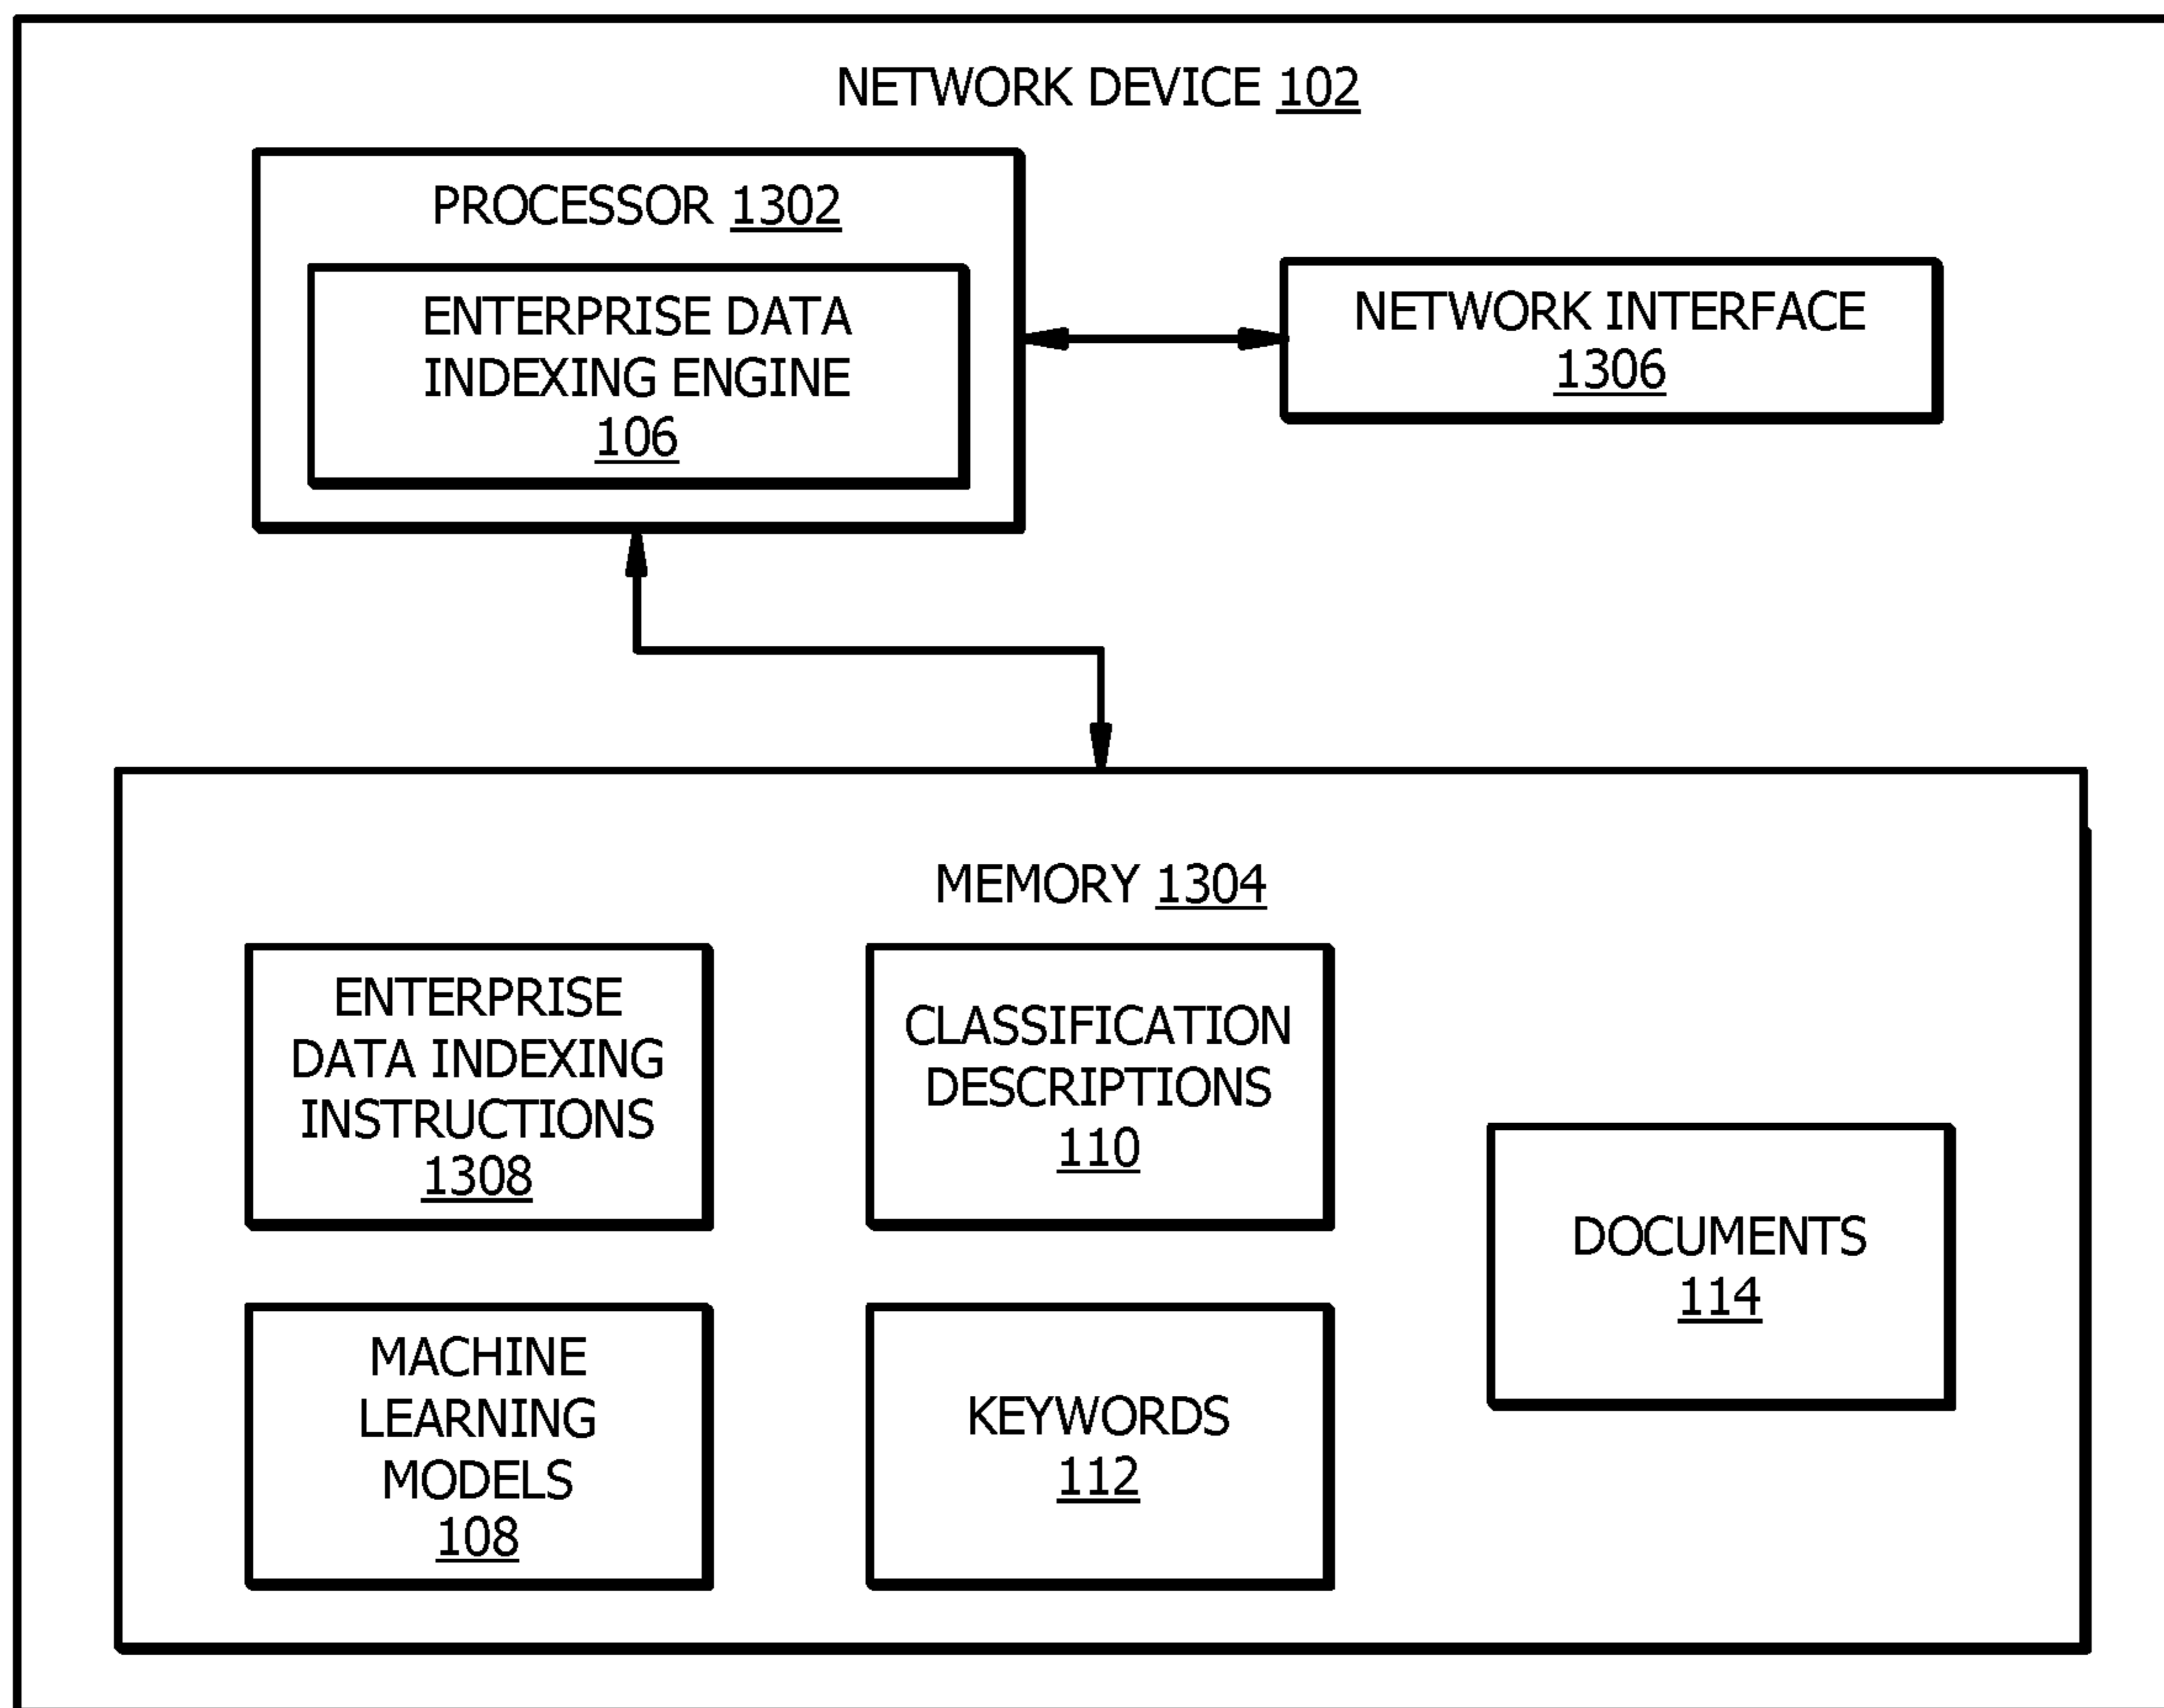 NETWORK DEVICE 102
PROCESSOR 1302
ENTERPRISE DATA
INDEXING ENGINE
106
NETWORK INTERFACE
1306
MEMORY 1304
ENTERPRISE
DATA INDEXING
INSTRUCTIONS
1308
CLASSIFICATION
DESCRIPTIONS
110
DOCUMENTS
114
MACHINE
LEARNING
MODELS
108
KEYWORDS
112